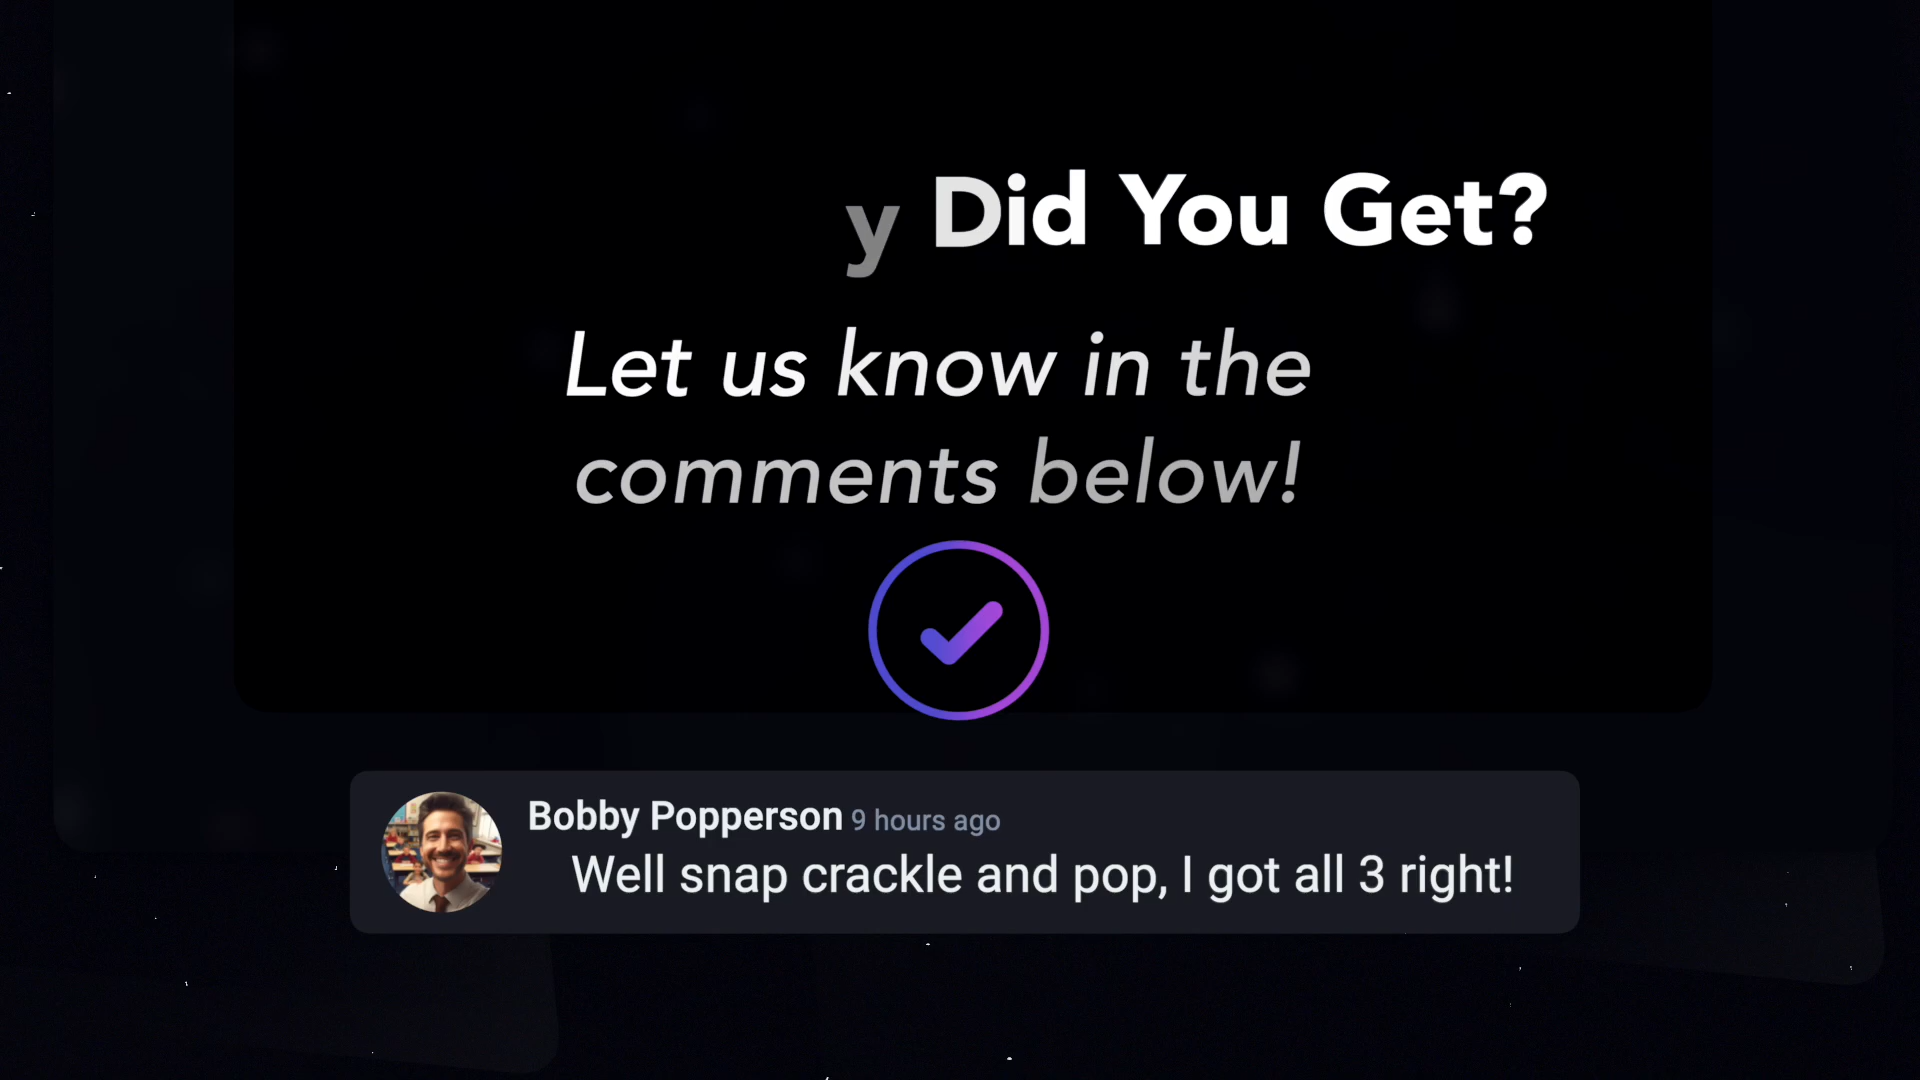 y Did You Get?
Let us know in the
comments below!
Bobby Popperson 9 hours ago
Well snap crackle and pop, I got all 3 right!